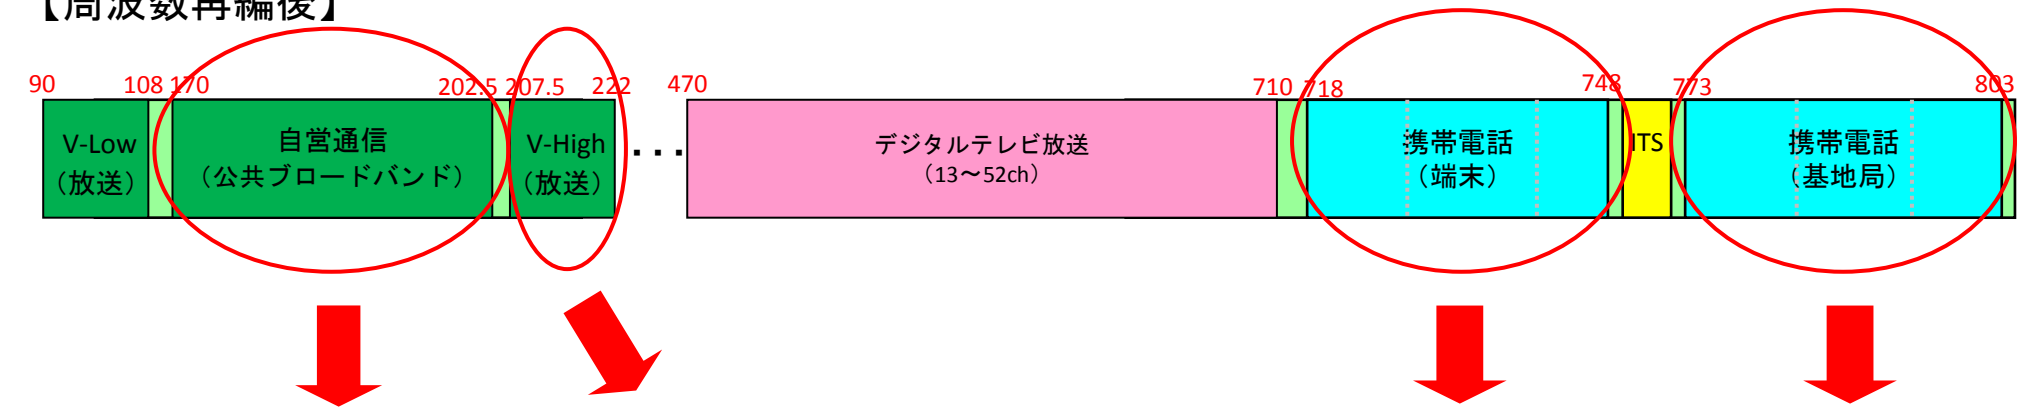 【周波数再編後】
90 108 170 202.5 207.5 222 470 710 718 748 773 803
V-Low
（放送）
自営通信
（公共ブロードバンド）
V-High
（放送）
・・・
デジタルテレビ放送
（13～52ch）
携帯電話
（端末）
ITS
携帯電話
（基地局）